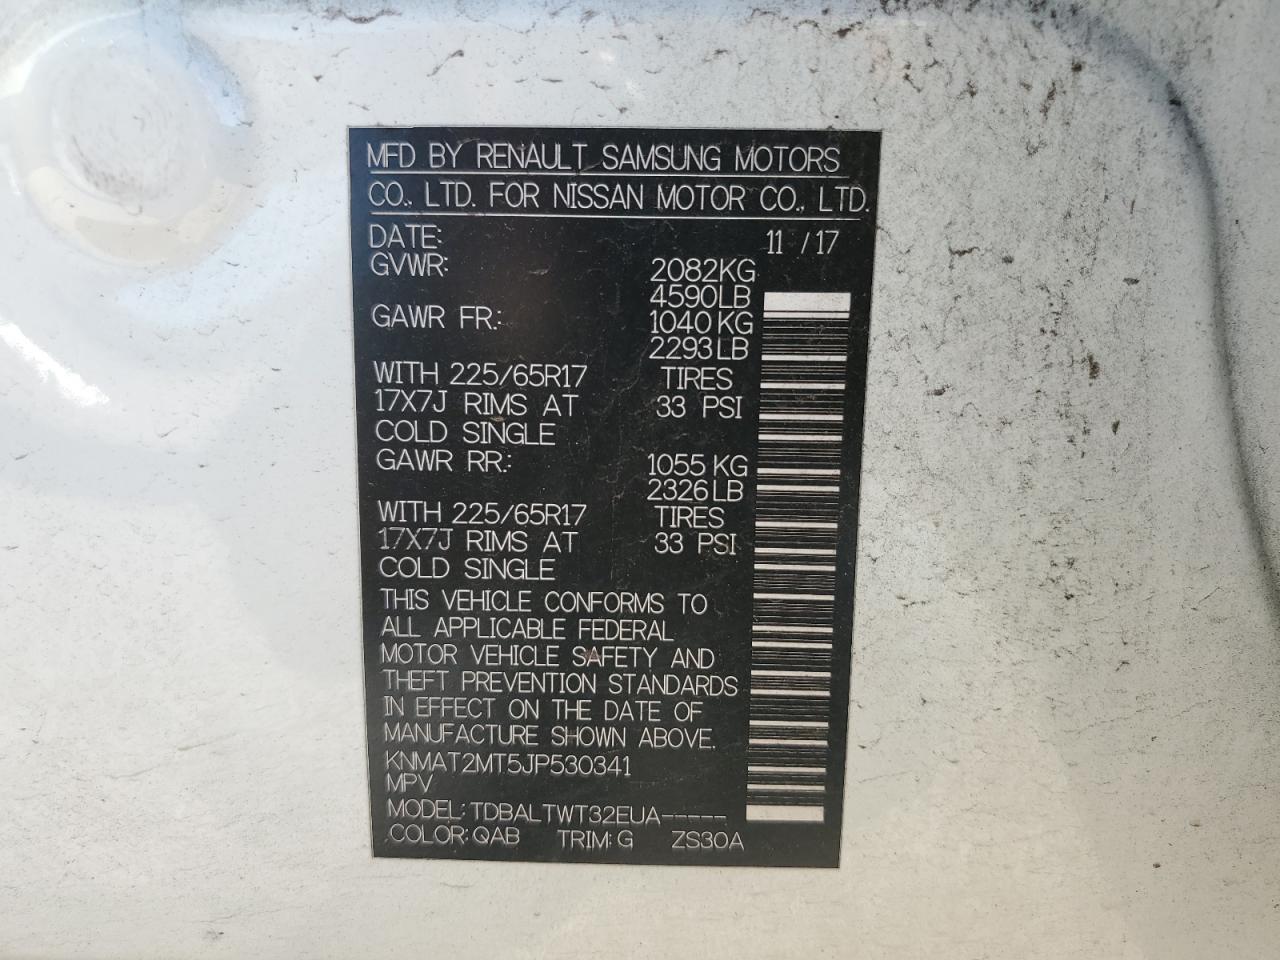 MFD BY RENAULT SAMSUNG MOTORS
CO., LTD. FOR NISSAN MOTOR CO., LTD.
DATE: 11 /17
GVWR: 2082KG
4590LB
GAWR FR.: 1040KG
2293LB
WITH 225/65R17 TIRES
17X7J RIMS AT 33 PSI
COLD SINGLE
GAWR RR.: 1055KG
2326LB
WITH 225/65R17 TIRES
17X7J RIMS AT 33 PSI
COLD SINGLE
THIS VEHICLE CONFORMS TO
ALL APPLICABLE FEDERAL
MOTOR VEHICLE SAFETY AND
THEFT PREVENTION STANDARDS
IN EFFECT ON THE DATE OF
MANUFACTURE SHOWN ABOVE.
KNMAT2MT5JP530341
MPV
MODEL: TDBALTWT32EUA-----
COLOR: QAB TRIM: G ZS30A